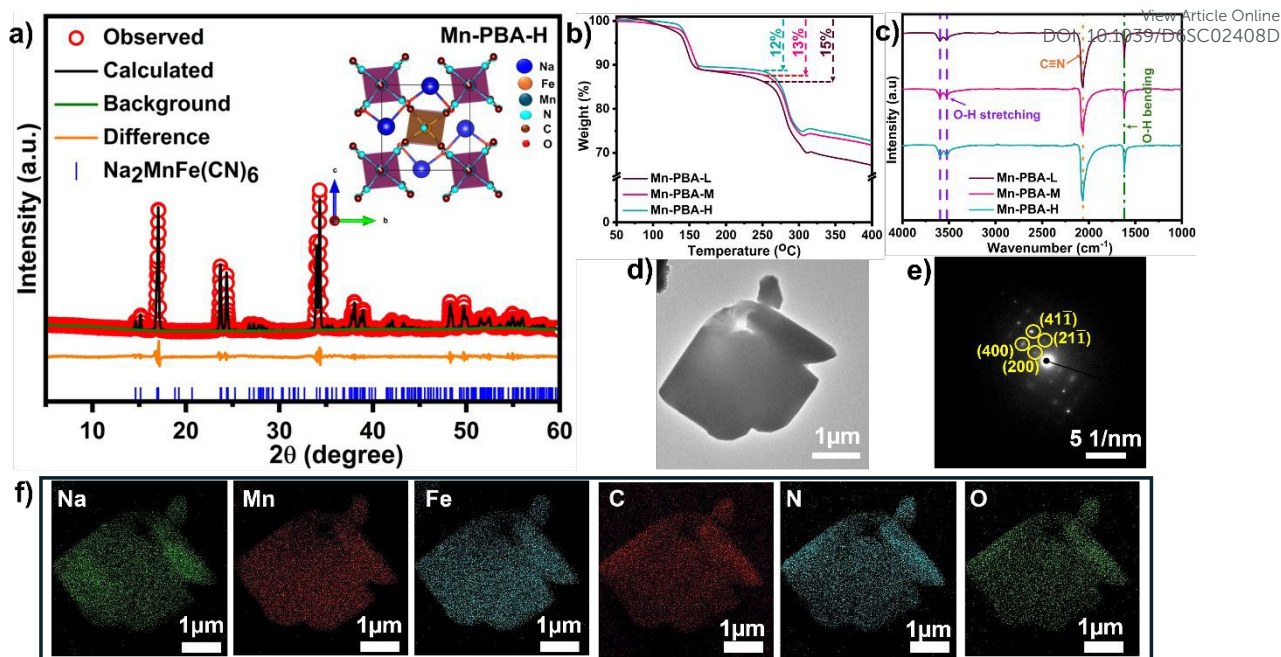 View Article Online
DOI: 10.1039/D6SC02408D
a)
Observed
Calculated
Background
Difference
Na₂MnFe(CN)₆
Mn-PBA-H
Na
Fe
Mn
N
C
O
c
b
Intensity (a.u.)
10 20 30 40 50 60
2θ (degree)
b)
100
90
80
70
Weight (%)
12%
13%
15%
Mn-PBA-L
Mn-PBA-M
Mn-PBA-H
50 100 150 200 250 300 350 400
Temperature (⁰C)
c)
C≡N
O-H stretching
O-H bending
Intensity (a.u)
Mn-PBA-L
Mn-PBA-M
Mn-PBA-H
4000 3500 3000 2500 2000 1500 1000
Wavenumber (cm⁻¹)
d)
1μm
e)
(411̅)
(400)
(211̅)
(200)
5 1/nm
f)
Na
1μm
Mn
1μm
Fe
1μm
C
1μm
N
1μm
O
1μm